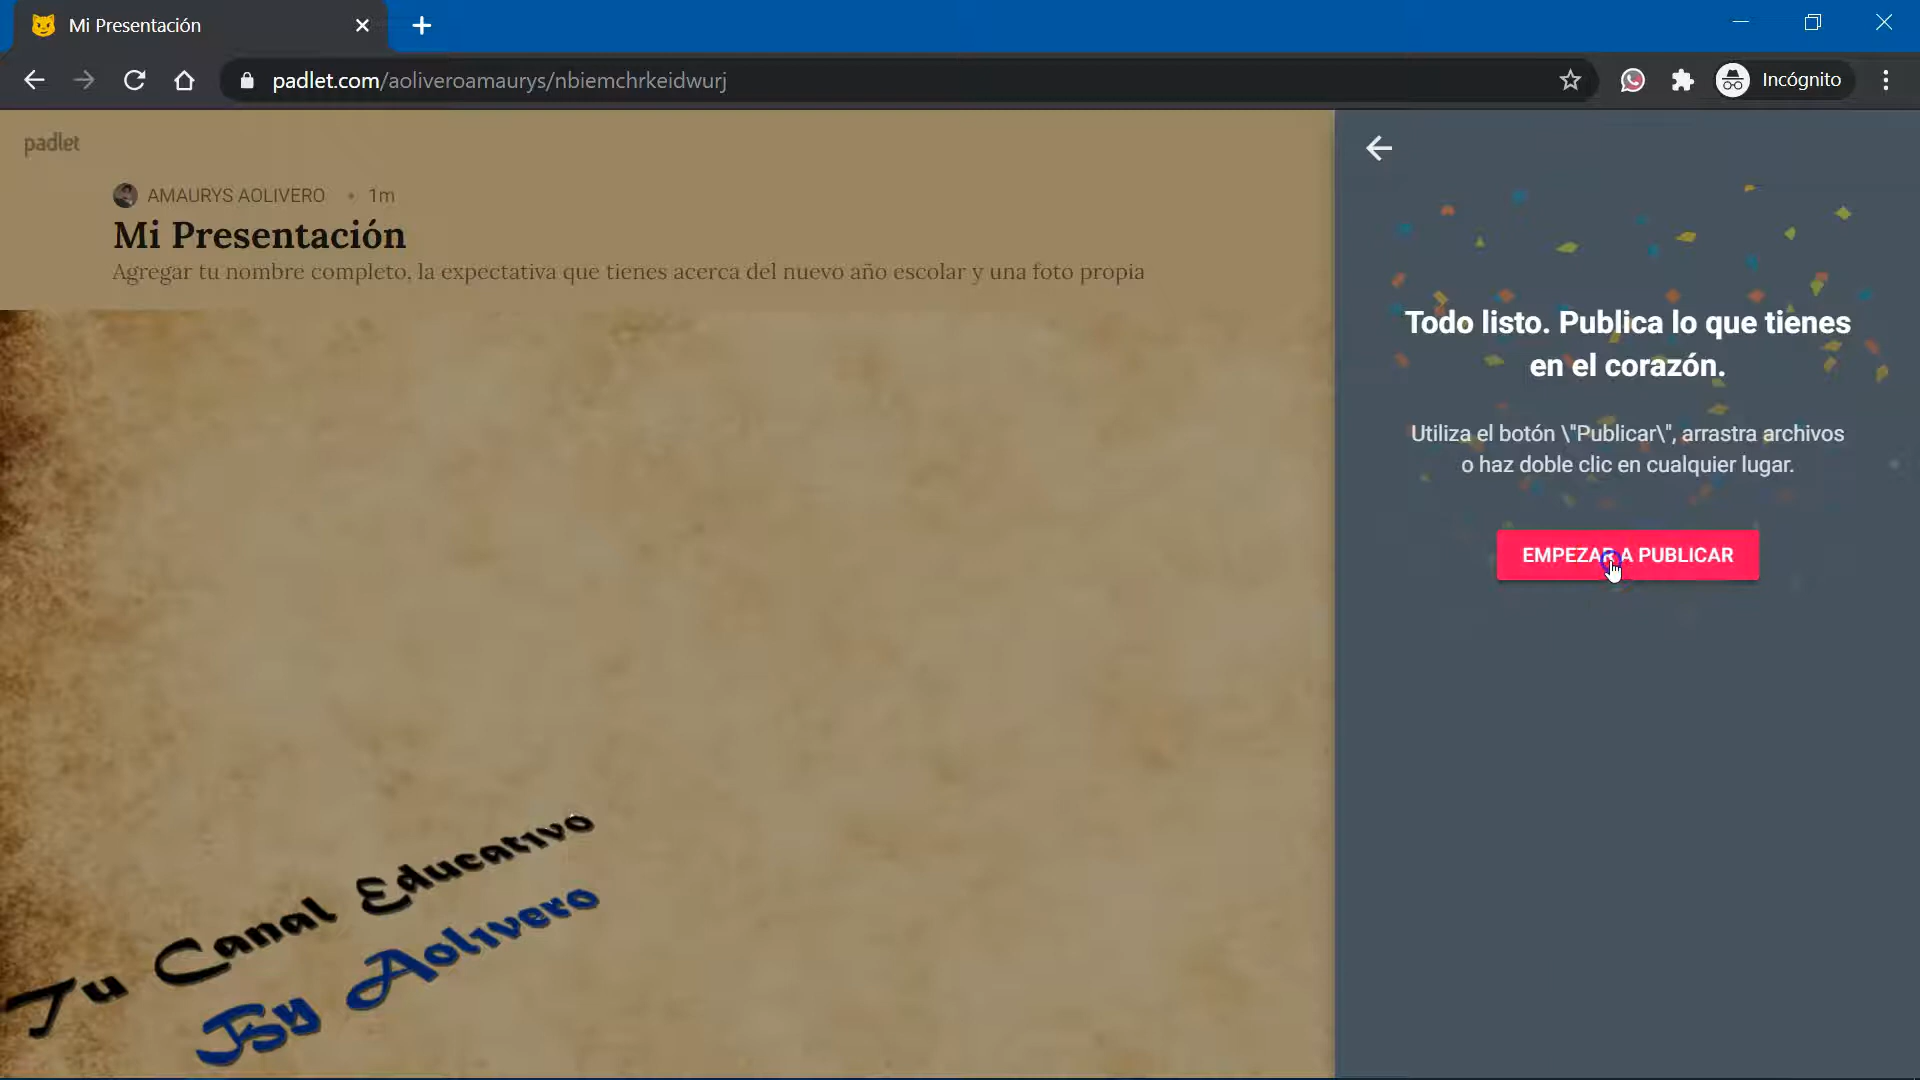 Mi Presentación
padlet.com/aoliveroamaurys/nbiemchrkeidwurj
Incógnito
padlet
AMAURYS AOLIVERO • 1m
Mi Presentación
Agregar tu nombre completo, la expectativa que tienes acerca del nuevo año escolar y una foto propia
Todo listo. Publica lo que tienes
en el corazón.
Utiliza el botón \"Publicar\", arrastra archivos
o haz doble clic en cualquier lugar.
EMPEZAR A PUBLICAR
Tu Canal Educativo
By Aolivero